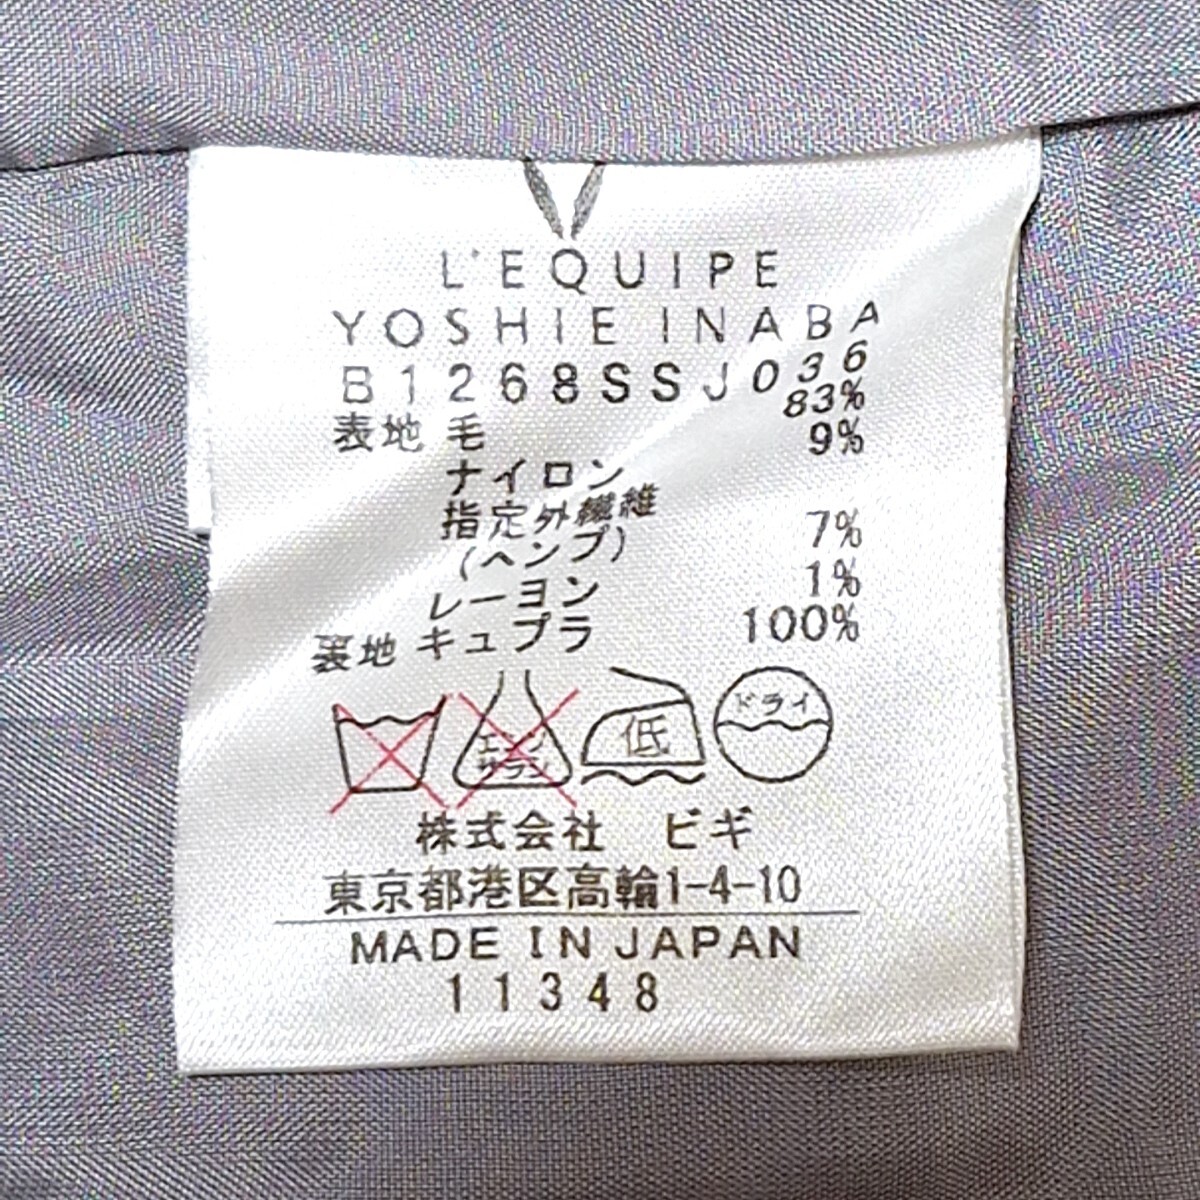 L'EQUIPE
YOSHIE INABA
B1268SSJ036
表地 毛 83%
ナイロン 9%
指定外繊維
(ヘンプ) 7%
レーヨン 1%
裏地 キュプラ 100%
エンソ
サラシ
低
ドライ
株式会社 ビギ
東京都港区高輪1-4-10
MADE IN JAPAN
11348